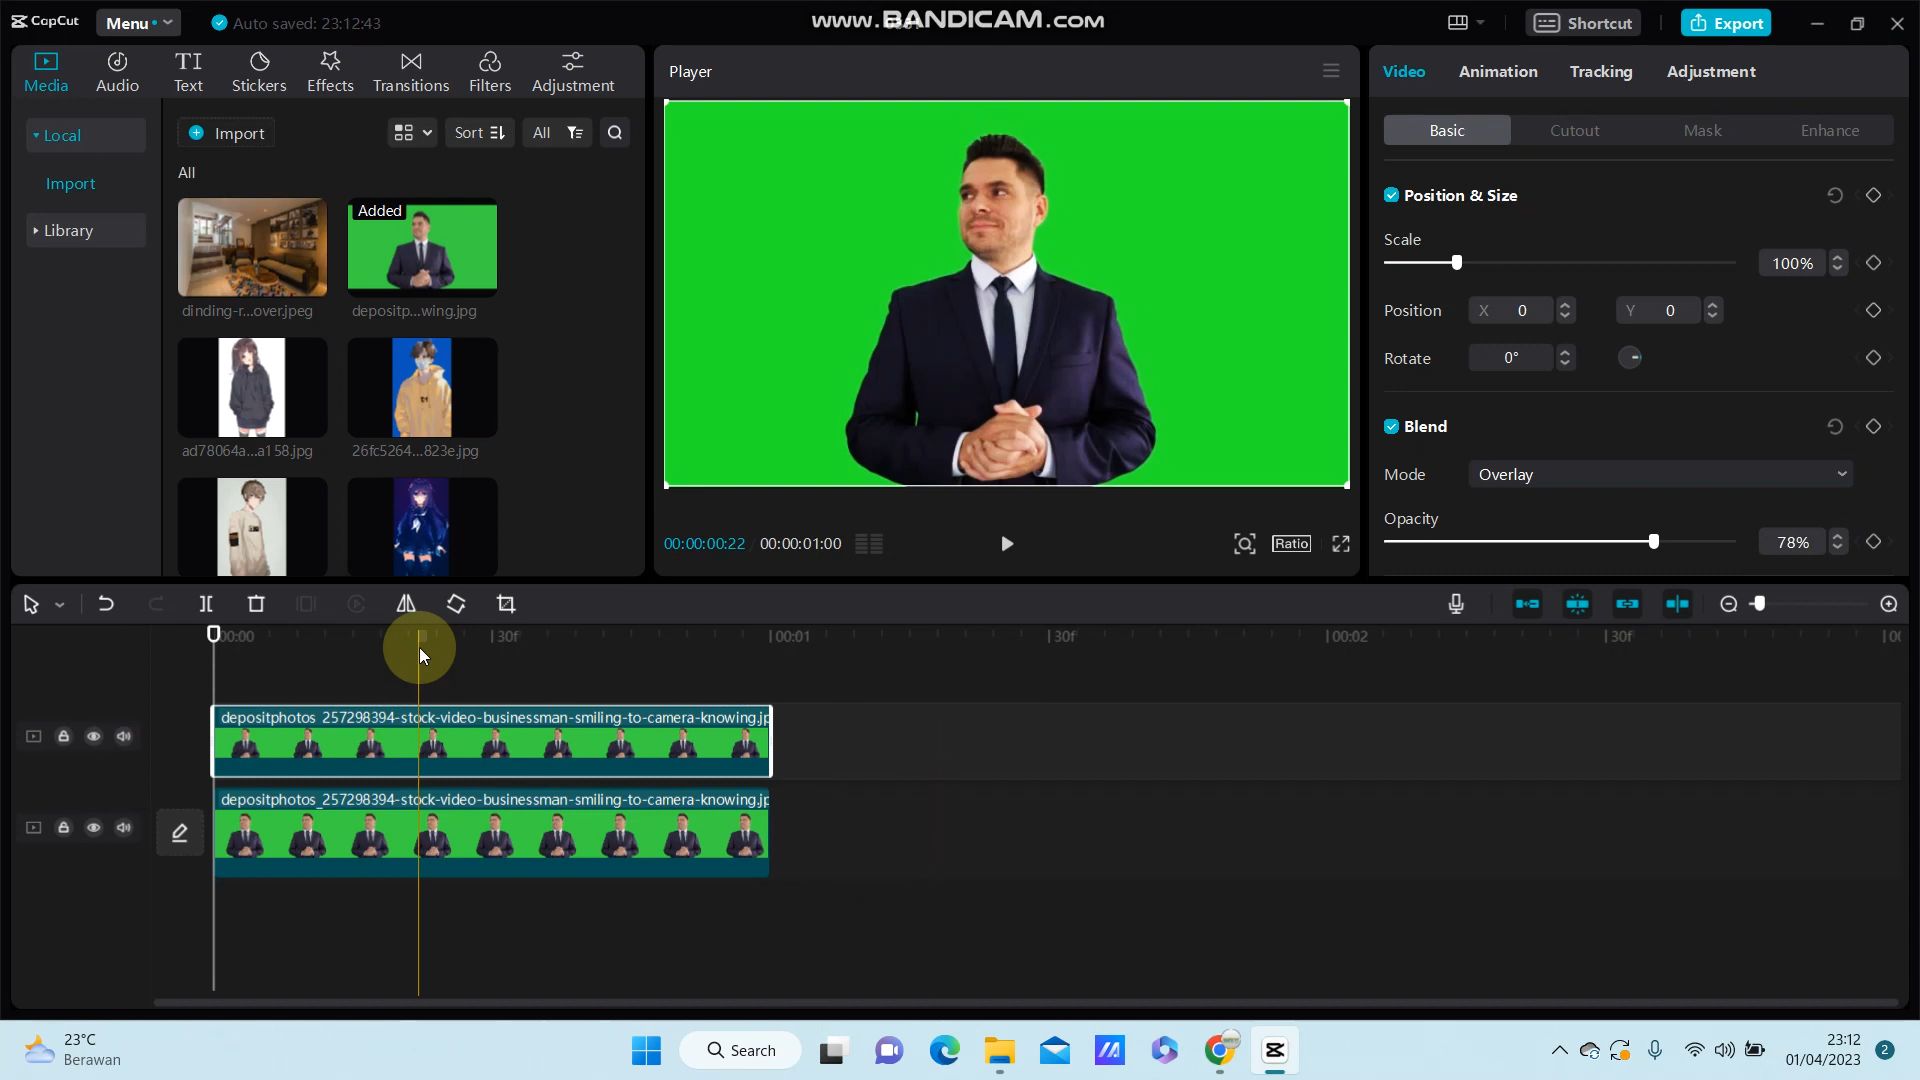 CapCut
Menu
Auto saved: 23:12:43
www.BANDICAM.com
Shortcut
Export
Media
Audio
TI
Text
Stickers
Effects
Transitions
Filters
Adjustment
Local
Import
Library
Import
Sort
All
All
dinding-r...over.jpeg
Added
depositp...wing.jpg
ad78064a...a158.jpg
26fc5264...823e.jpg
Player
00:00:00:22
00:00:01:00
Ratio
Video
Animation
Tracking
Adjustment
Basic
Cutout
Mask
Enhance
Position & Size
Scale
100%
Position
X 0
Y 0
Rotate
0°
Blend
Mode
Overlay
Opacity
78%
00:00
30f
00:01
30f
00:02
30f
depositphotos_257298394-stock-video-businessman-smiling-to-camera-knowing.jp
depositphotos_257298394-stock-video-businessman-smiling-to-camera-knowing.jp
23°C
Berawan
Search
23:12
01/04/2023
2